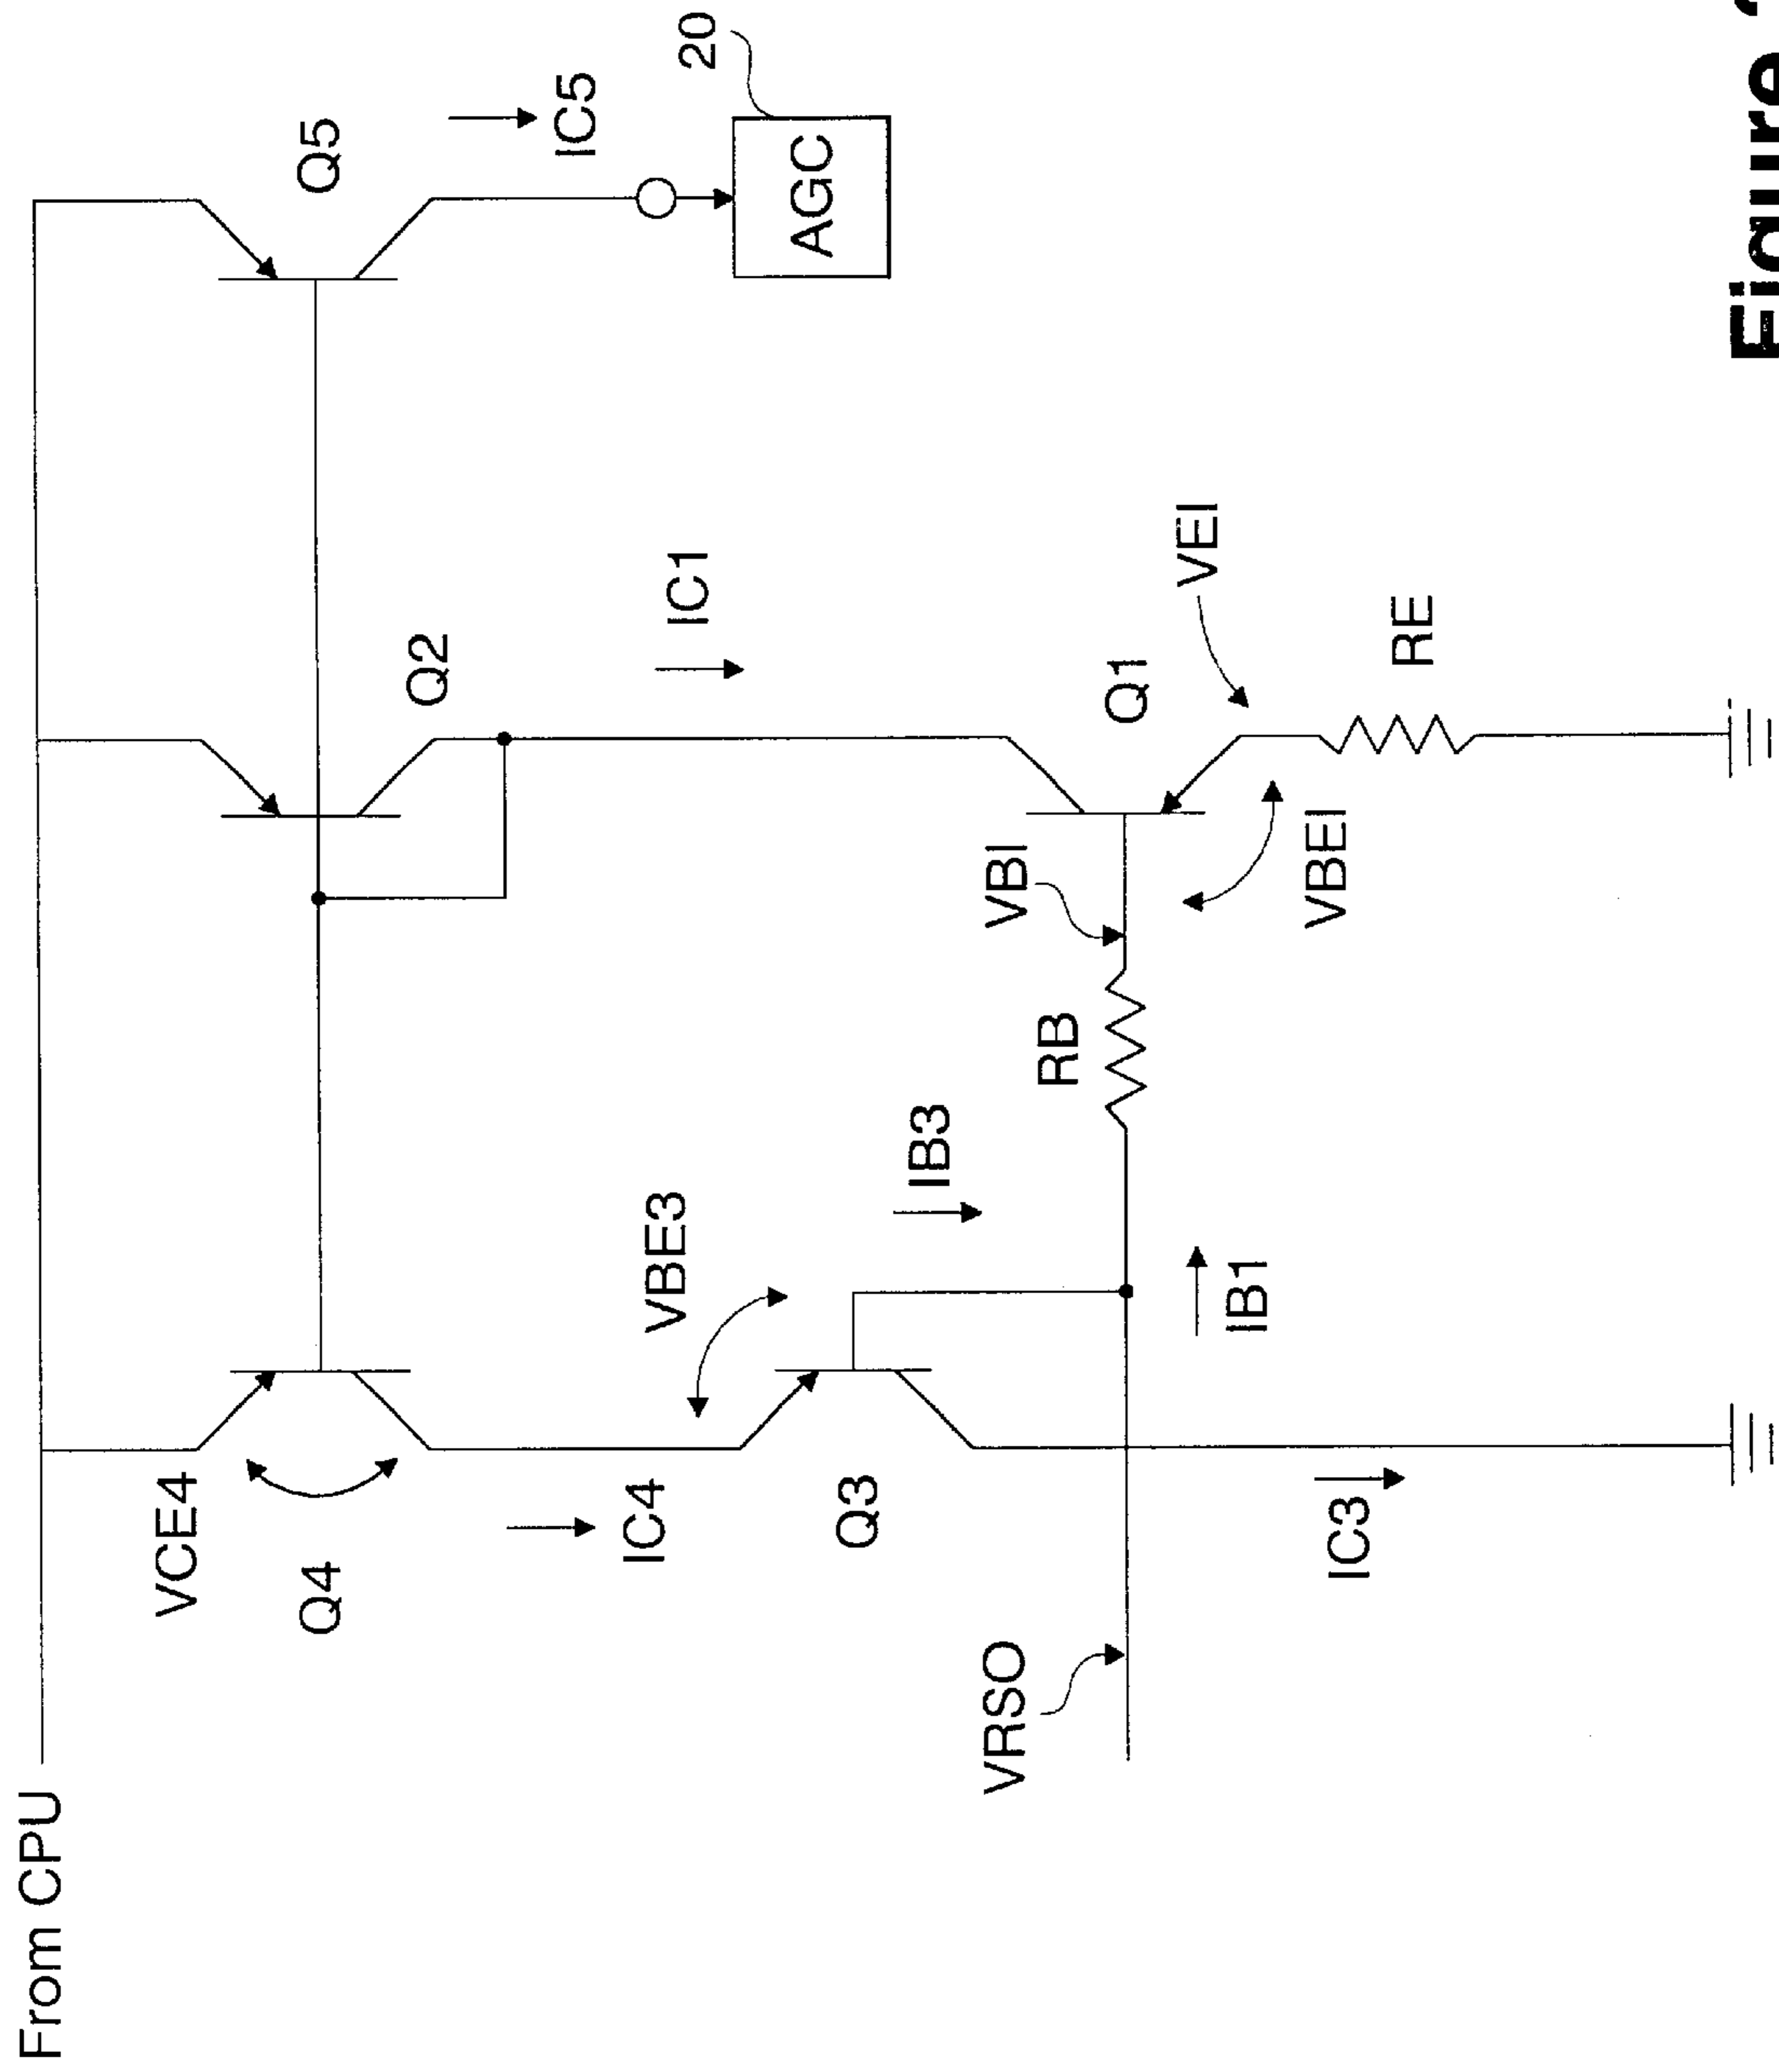 From CPU
VCE4
Q4
Q5
Q2
IC5
IC4
VBE3
IC1
20
AGC
Q3
IB3
VRSO
VBI
RB
Q1
VEI
IB1
VBEI
IC3
RE
Figure